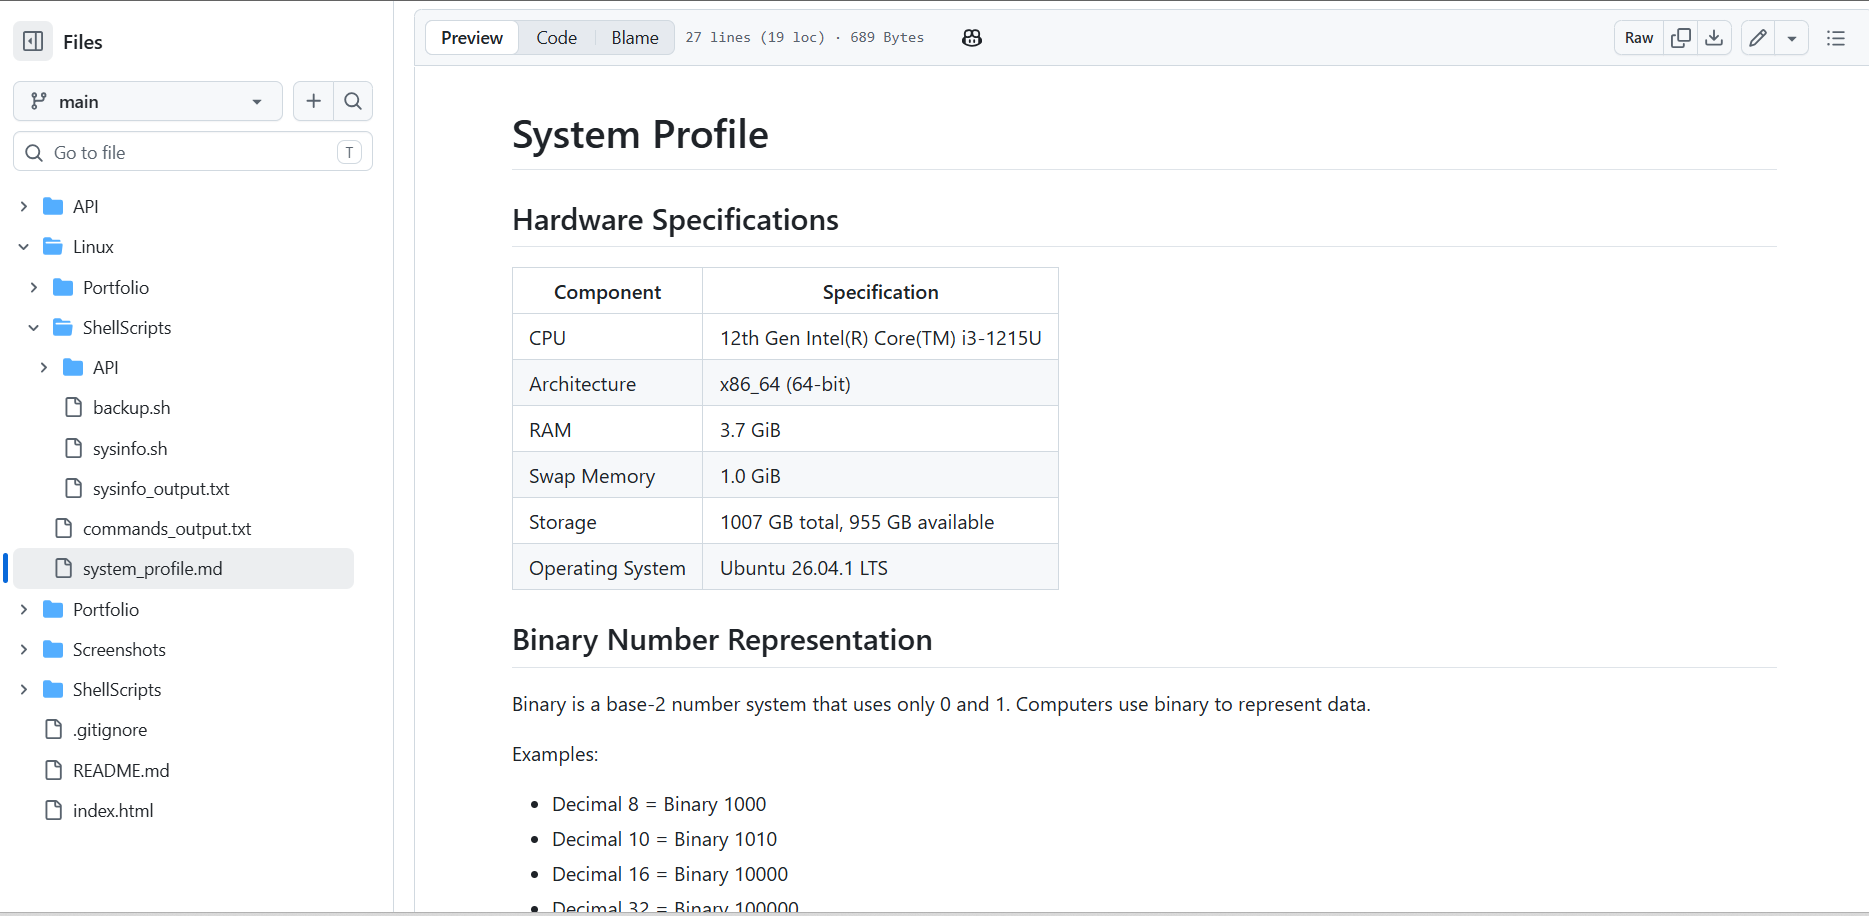 Files
main
Go to file
T
API
Linux
Portfolio
ShellScripts
API
backup.sh
sysinfo.sh
sysinfo_output.txt
commands_output.txt
system_profile.md
Portfolio
Screenshots
ShellScripts
.gitignore
README.md
index.html
Preview Code Blame 27 lines (19 loc) · 689 Bytes
Raw
System Profile
Hardware Specifications
Component Specification
CPU 12th Gen Intel(R) Core(TM) i3-1215U
Architecture x86_64 (64-bit)
RAM 3.7 GiB
Swap Memory 1.0 GiB
Storage 1007 GB total, 955 GB available
Operating System Ubuntu 26.04.1 LTS
Binary Number Representation
Binary is a base-2 number system that uses only 0 and 1. Computers use binary to represent data.
Examples:
• Decimal 8 = Binary 1000
• Decimal 10 = Binary 1010
• Decimal 16 = Binary 10000
• Decimal 32 = Binary 100000